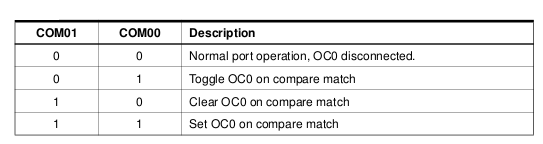 COM01 COM00 Description
0 0 Normal port operation, OC0 disconnected.
0 1 Toggle OC0 on compare match
1 0 Clear OC0 on compare match
1 1 Set OC0 on compare match